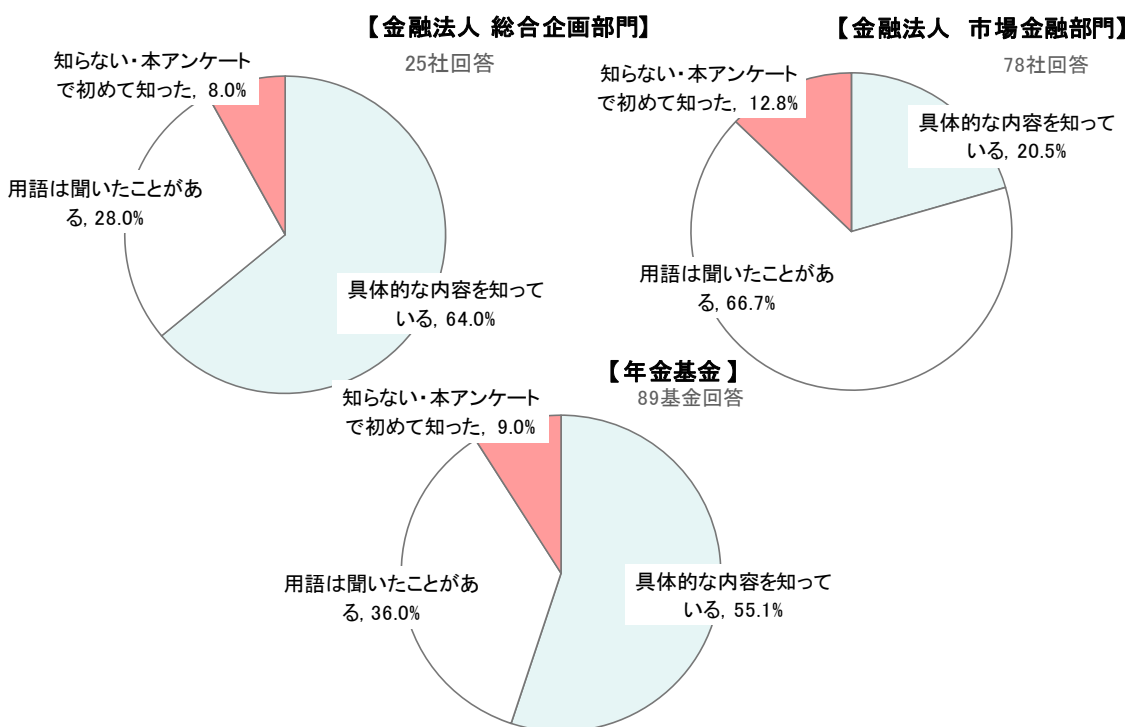 【金融法人 総合企画部門】
25社回答
知らない・本アンケート
で初めて知った, 8.0%
用語は聞いたことがあ
る, 28.0%
具体的な内容を知って
いる, 64.0%
【金融法人　市場金融部門】
78社回答
知らない・本アンケート
で初めて知った, 12.8%
具体的な内容を知って
いる, 20.5%
用語は聞いたことがあ
る, 66.7%
【年金基金】
89基金回答
知らない・本アンケート
で初めて知った, 9.0%
用語は聞いたことがあ
る, 36.0%
具体的な内容を知って
いる, 55.1%